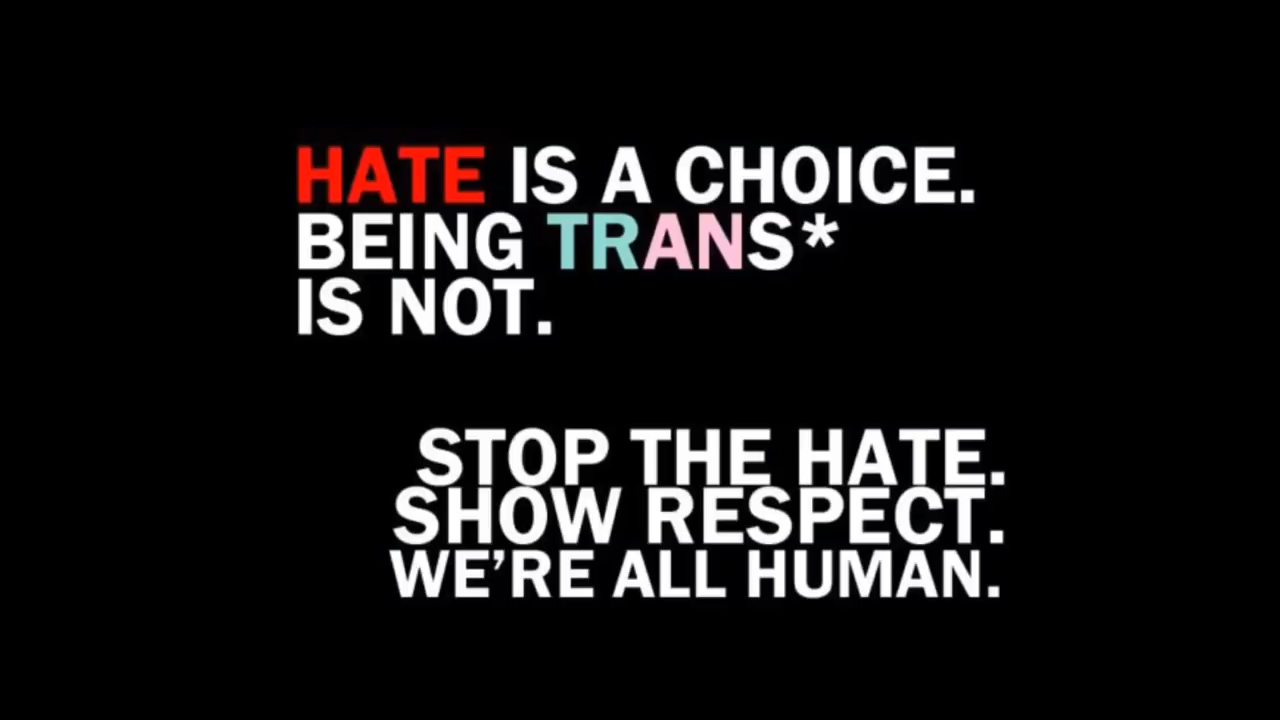 HATE IS A CHOICE.
BEING TRANS*
IS NOT.
STOP THE HATE.
SHOW RESPECT.
WE'RE ALL HUMAN.